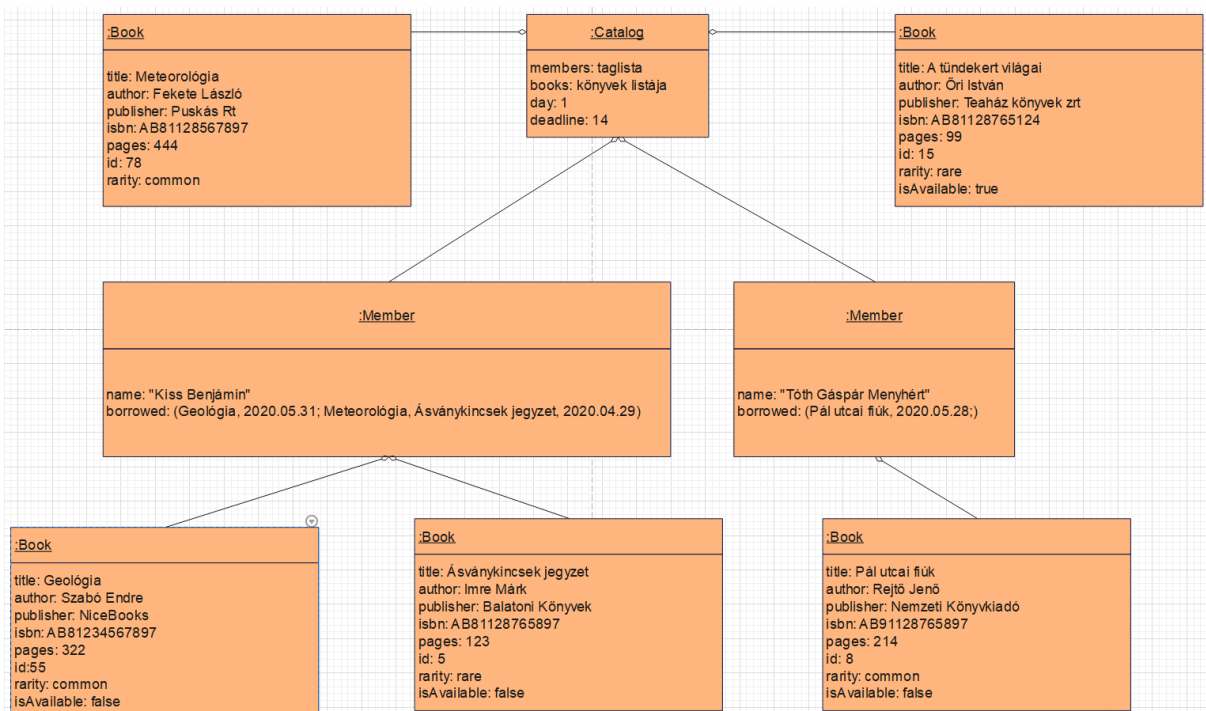 :Book
title: Meteorológia
author: Fekete László
publisher: Puskás Rt
isbn: AB81128567897
pages: 444
id: 78
rarity: common
:Catalog
members: taglista
books: könyvek listája
day: 1
deadline: 14
:Book
title: A tündekert világai
author: Őri István
publisher: Teaház könyvek zrt
isbn: AB81128765124
pages: 99
id: 15
rarity: rare
isAvailable: true
:Member
name: "Kiss Benjámin"
borrowed: (Geológia, 2020.05.31; Meteorológia, Ásványkincsek jegyzet, 2020.04.29)
:Member
name: "Tóth Gáspár Menyhért"
borrowed: (Pál utcai fiúk, 2020.05.28;)
:Book
title: Geológia
author: Szabó Endre
publisher: NiceBooks
isbn: AB81234567897
pages: 322
id:55
rarity: common
isAvailable: false
:Book
title: Ásványkincsek jegyzet
author: Imre Márk
publisher: Balatoni Könyvek
isbn: AB81128765897
pages: 123
id: 5
rarity: rare
isAvailable: false
:Book
title: Pál utcai fiúk
author: Rejtő Jenő
publisher: Nemzeti Könyvkiadó
isbn: AB91128765897
pages: 214
id: 8
rarity: common
isAvailable: false